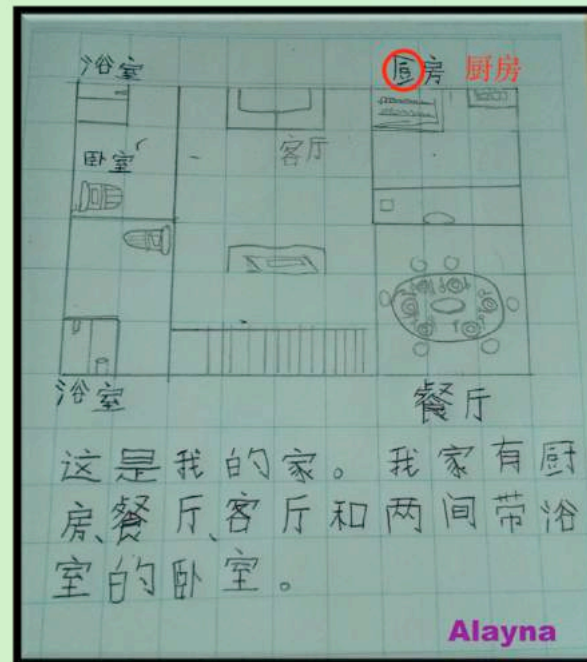 浴室
厨房 厨房
卧室
客厅
浴室
餐厅
这是我的家。我家有厨
房、餐厅、客厅和两间带浴
室的卧室。
Alayna